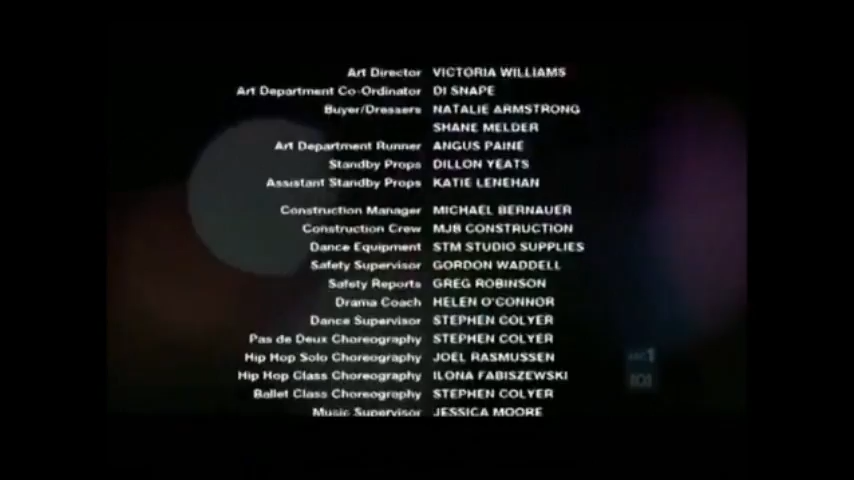 Art Director VICTORIA WILLIAMS
Art Department Co-Ordinator DI SNAPE
Buyer/Dressers NATALIE ARMSTRONG
SHANE MELDER
Art Department Runner ANGUS PAINE
Standby Props DILLON YEATS
Assistant Standby Props KATIE LENEHAN
Construction Manager MICHAEL BERNAUER
Construction Crew MJB CONSTRUCTION
Dance Equipment STM STUDIO SUPPLIES
Safety Supervisor GORDON WADDELL
Safety Reports GREG ROBINSON
Drama Coach HELEN O'CONNOR
Dance Supervisor STEPHEN COLYER
Pas de Deux Choreography STEPHEN COLYER
Hip Hop Solo Choreography JOEL RASMUSSEN
Hip Hop Class Choreography ILONA FABISZEWSKI
Ballet Class Choreography STEPHEN COLYER
Music Supervisor JESSICA MOORE